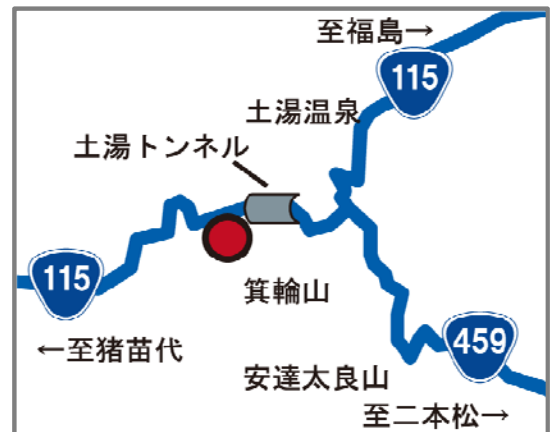 至福島→
115
土湯温泉
土湯トンネル
115
箕輪山
←至猪苗代
459
安達太良山
至二本松→